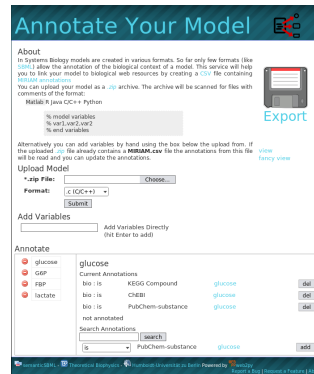 Annotate Your Model
About
In Systems Biology models are created in various formats. So far only few formats (like
SBML) allow the annotation of the biological context of a model. This service will help
you to link your model to biological web resources by creating a CSV file containing
MIRIAM annotations
You can upload your model as a .zip archive. The archive will be scanned for files with
comments of the format:
Matlab R Java C/C++ Python
% model variables
% var1,var2,var2
% end variables
Export
Alternatively you can add variables by hand using the box below the upload from. If
the uploaded .zip file already contains a MIRIAM.csv file the annotations from this file
will be read and you can update the annotations.
view
fancy view
Upload Model
*.zip File: Choose...
Format: .c (C/C++)
Submit
Add Variables
Add Variables Directly
(hit Enter to add)
Annotate
glucose
G6P
FBP
lactate
glucose
Current Annotations
bio : is KEGG Compound glucose del
bio : is ChEBI glucose del
bio : is PubChem-substance glucose del
not annotated
Search Annotations
search
is PubChem-substance glucose add
Semantic SBML - Theoretical Biophysics - Humboldt-Universität zu Berlin Powered by
Report a Bug | Request a Feature |